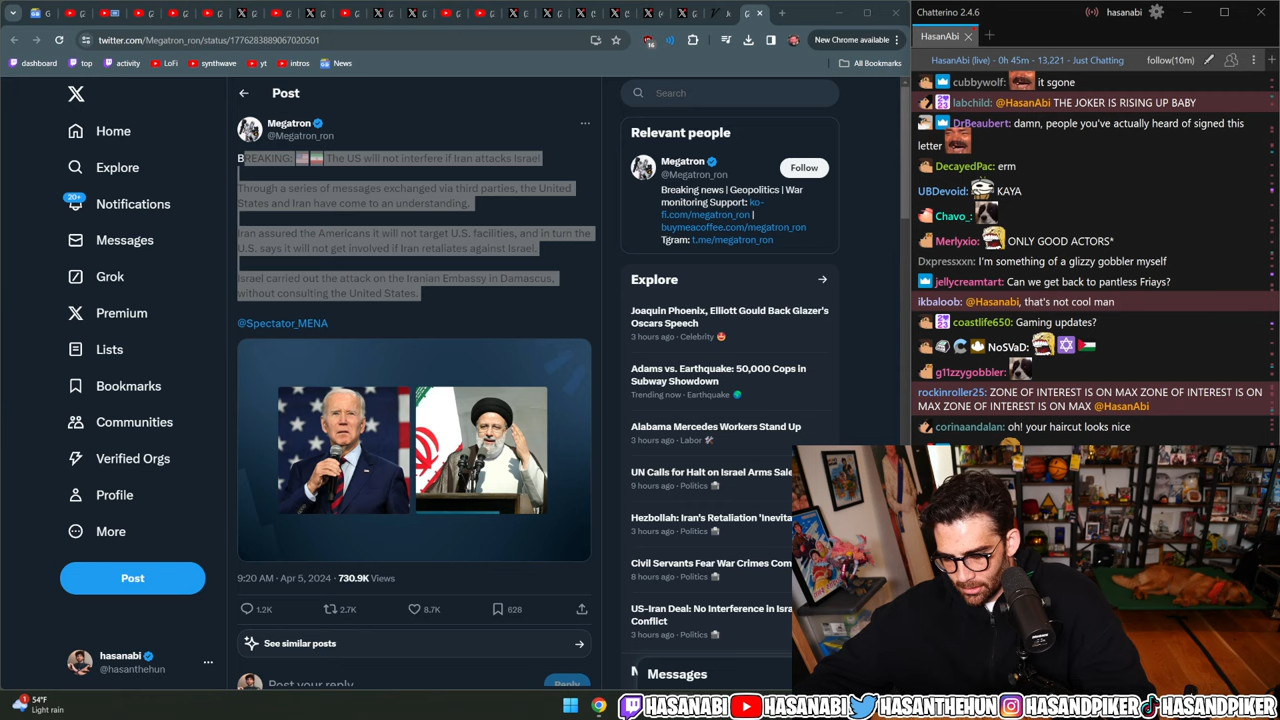 twitter.com/Megatron_ron/status/1776283889067020501
16
New Chrome available
dashboard
top
activity
LoFi
synthwave
yt
intros
News
All Bookmarks
Home
Explore
20+
Notifications
Messages
Grok
Premium
Lists
Bookmarks
Communities
Verified Orgs
Profile
More
Post
hasanabi
@hasanthehun
Post
Megatron
@Megatron_ron
BREAKING: The US will not interfere if Iran attacks Israel
Through a series of messages exchanged via third parties, the United
States and Iran have come to an understanding.
Iran assured the Americans it will not target U.S. facilities, and in turn the
U.S. says it will not get involved if Iran retaliates against Israel.
Israel carried out the attack on the Iranian Embassy in Damascus,
without consulting the United States.
@Spectator_MENA
9:20 AM · Apr 5, 2024 · 730.9K Views
1.2K
2.7K
8.7K
628
See similar posts
Post your reply
Reply
Search
Relevant people
Megatron
@Megatron_ron
Follow
Breaking news | Geopolitics | War
monitoring Support: ko-
fi.com/megatron_ron |
buymeacoffee.com/megatron_ron
Tgram: t.me/megatron_ron
Explore
Joaquin Phoenix, Elliott Gould Back Glazer's
Oscars Speech
3 hours ago · Celebrity
Adams vs. Earthquake: 50,000 Cops in
Subway Showdown
Trending now · Earthquake
Alabama Mercedes Workers Stand Up
3 hours ago · Labor
UN Calls for Halt on Israel Arms Sale
9 hours ago · Politics
Hezbollah: Iran's Retaliation 'Inevita
3 hours ago · Politics
Civil Servants Fear War Crimes Com
8 hours ago · Politics
US-Iran Deal: No Interference in Isra
Conflict
3 hours ago · Politics
Messages
Chatterino 2.4.6
hasanabi
HasanAbi
HasanAbi (live) - 0h 45m - 13,221 - Just Chatting
follow(10m)
cubbywolf: it sgone
labchild: @HasanAbi THE JOKER IS RISING UP BABY
DrBeaubert: damn, people you've actually heard of signed this
letter
DecayedPac: erm
UBDevoid: KAYA
Chavo_:
Merlyxio: ONLY GOOD ACTORS*
Dxpressxxn: I'm something of a glizzy gobbler myself
jellycreamtart: Can we get back to pantless Friays?
ikbaloob: @Hasanabi, that's not cool man
coastlife650: Gaming updates?
NoSVaD:
g11zzygobbler:
rockinroller25: ZONE OF INTEREST IS ON MAX ZONE OF INTEREST IS ON
MAX ZONE OF INTEREST IS ON MAX @HasanAbi
corinaandalan: oh! your haircut looks nice
1
54°F
Light rain
HASANABI
HASANABI
HASANTHEHUN
HASANDPIKER
HASANDPIKER